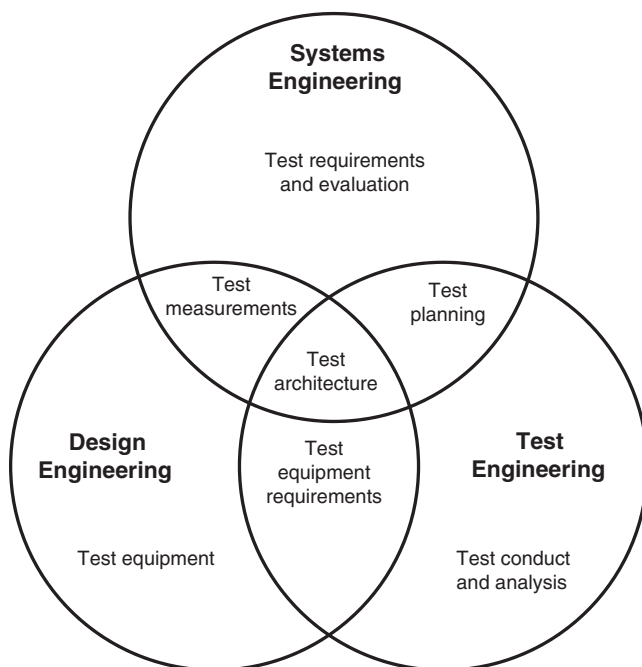 Systems
Engineering
Test requirements
and evaluation
Test
measurements
Test
planning
Test
architecture
Design
Engineering
Test
equipment
requirements
Test
Engineering
Test equipment
Test conduct
and analysis